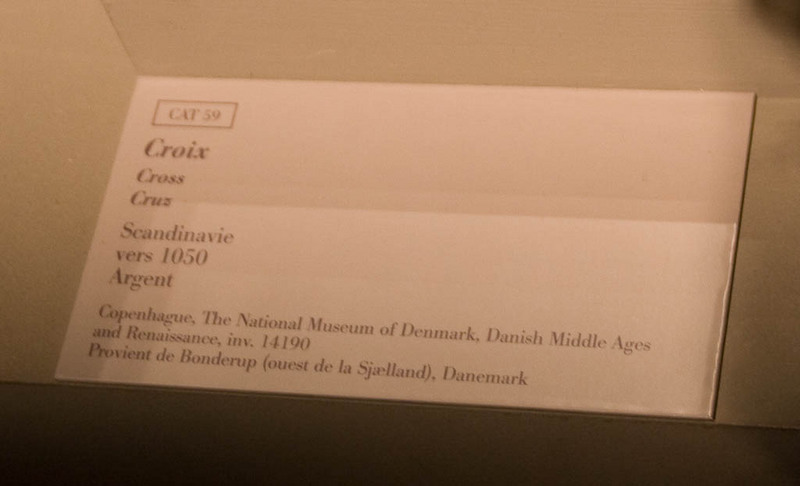 CAT 59
Croix
Cross
Cruz
Scandinavie
vers 1050
Argent
Copenhague, The National Museum of Denmark, Danish Middle Ages
and Renaissance, inv. 14190
Provient de Bonderup (ouest de la Sjælland), Danemark